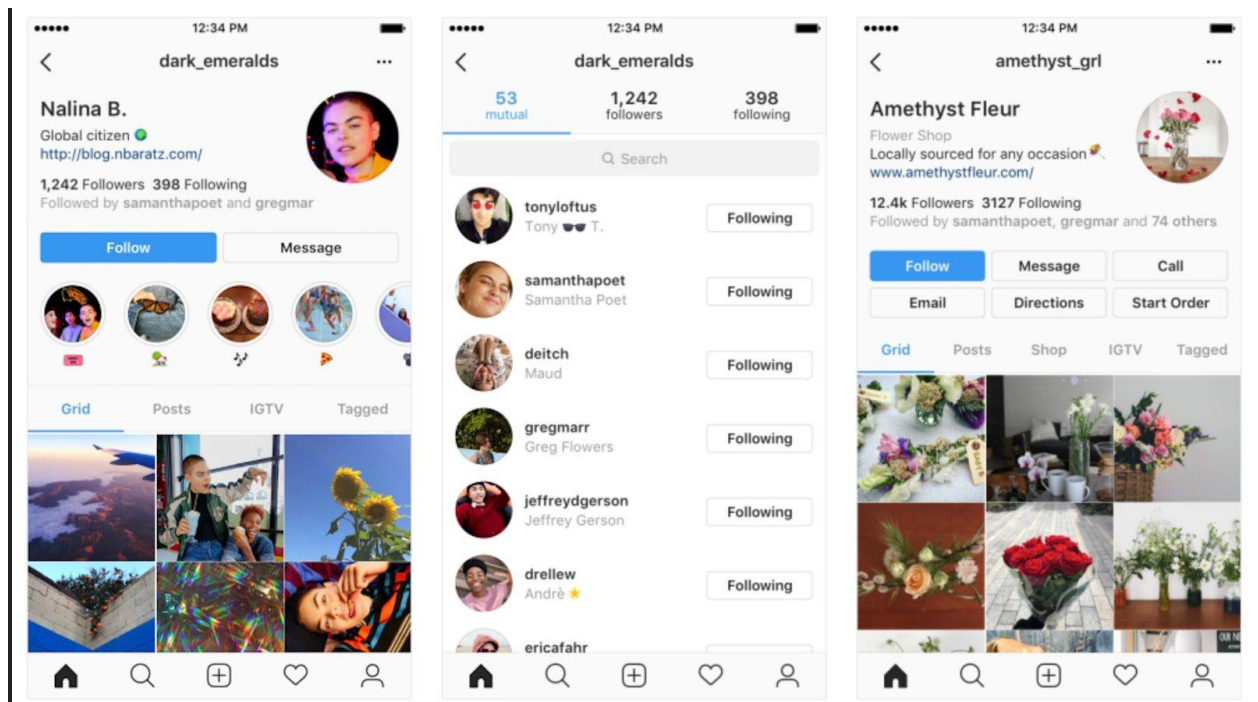 12:34 PM
dark_emeralds
Nalina B.
Global citizen
http://blog.nbaratz.com/
1,242 Followers 398 Following
Followed by samanthapoet and gregmar
Follow
Message
Grid
Posts
IGTV
Tagged
12:34 PM
dark_emeralds
53
mutual
1,242
followers
398
following
Search
tonyloftus
Tony 🕶 T.
Following
samanthapoet
Samantha Poet
Following
deitch
Maud
Following
gregmarr
Greg Flowers
Following
jeffreydgerson
Jeffrey Gerson
Following
drellew
Andrè ⭐
Following
ericafahr
12:34 PM
amethyst_grl
Amethyst Fleur
Flower Shop
Locally sourced for any occasion
www.amethystfleur.com/
12.4k Followers 3127 Following
Followed by samanthapoet, gregmar and 74 others
Follow
Message
Call
Email
Directions
Start Order
Grid
Posts
Shop
IGTV
Tagged